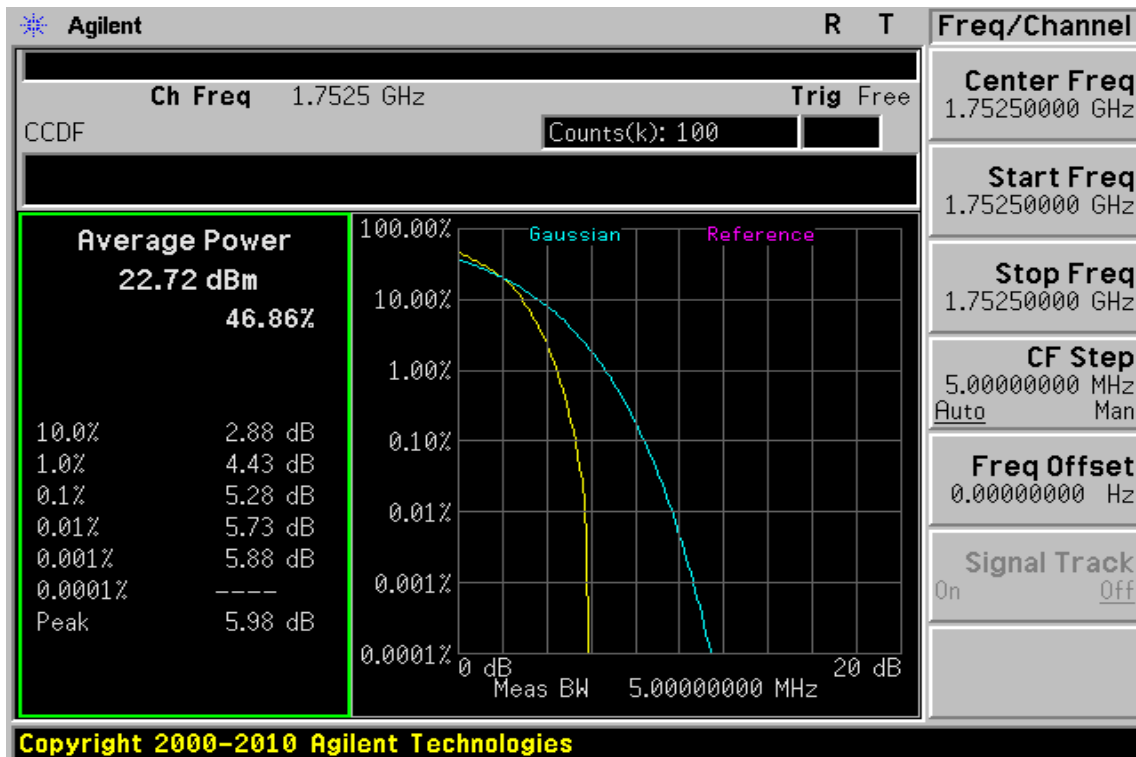 Agilent R T
Ch Freq 1.7525 GHz Trig Free
CCDF Counts(k): 100
Average Power
22.72 dBm
46.86%
10.0% 2.88 dB
1.0% 4.43 dB
0.1% 5.28 dB
0.01% 5.73 dB
0.001% 5.88 dB
0.0001% ----
Peak 5.98 dB
100.00% Gaussian Reference
10.00%
1.00%
0.10%
0.01%
0.001%
0.0001%
0 dB 20 dB
Meas BW 5.00000000 MHz
Freq/Channel
Center Freq
1.75250000 GHz
Start Freq
1.75250000 GHz
Stop Freq
1.75250000 GHz
CF Step
5.00000000 MHz
Auto Man
Freq Offset
0.00000000 Hz
Signal Track
On Off
Copyright 2000-2010 Agilent Technologies